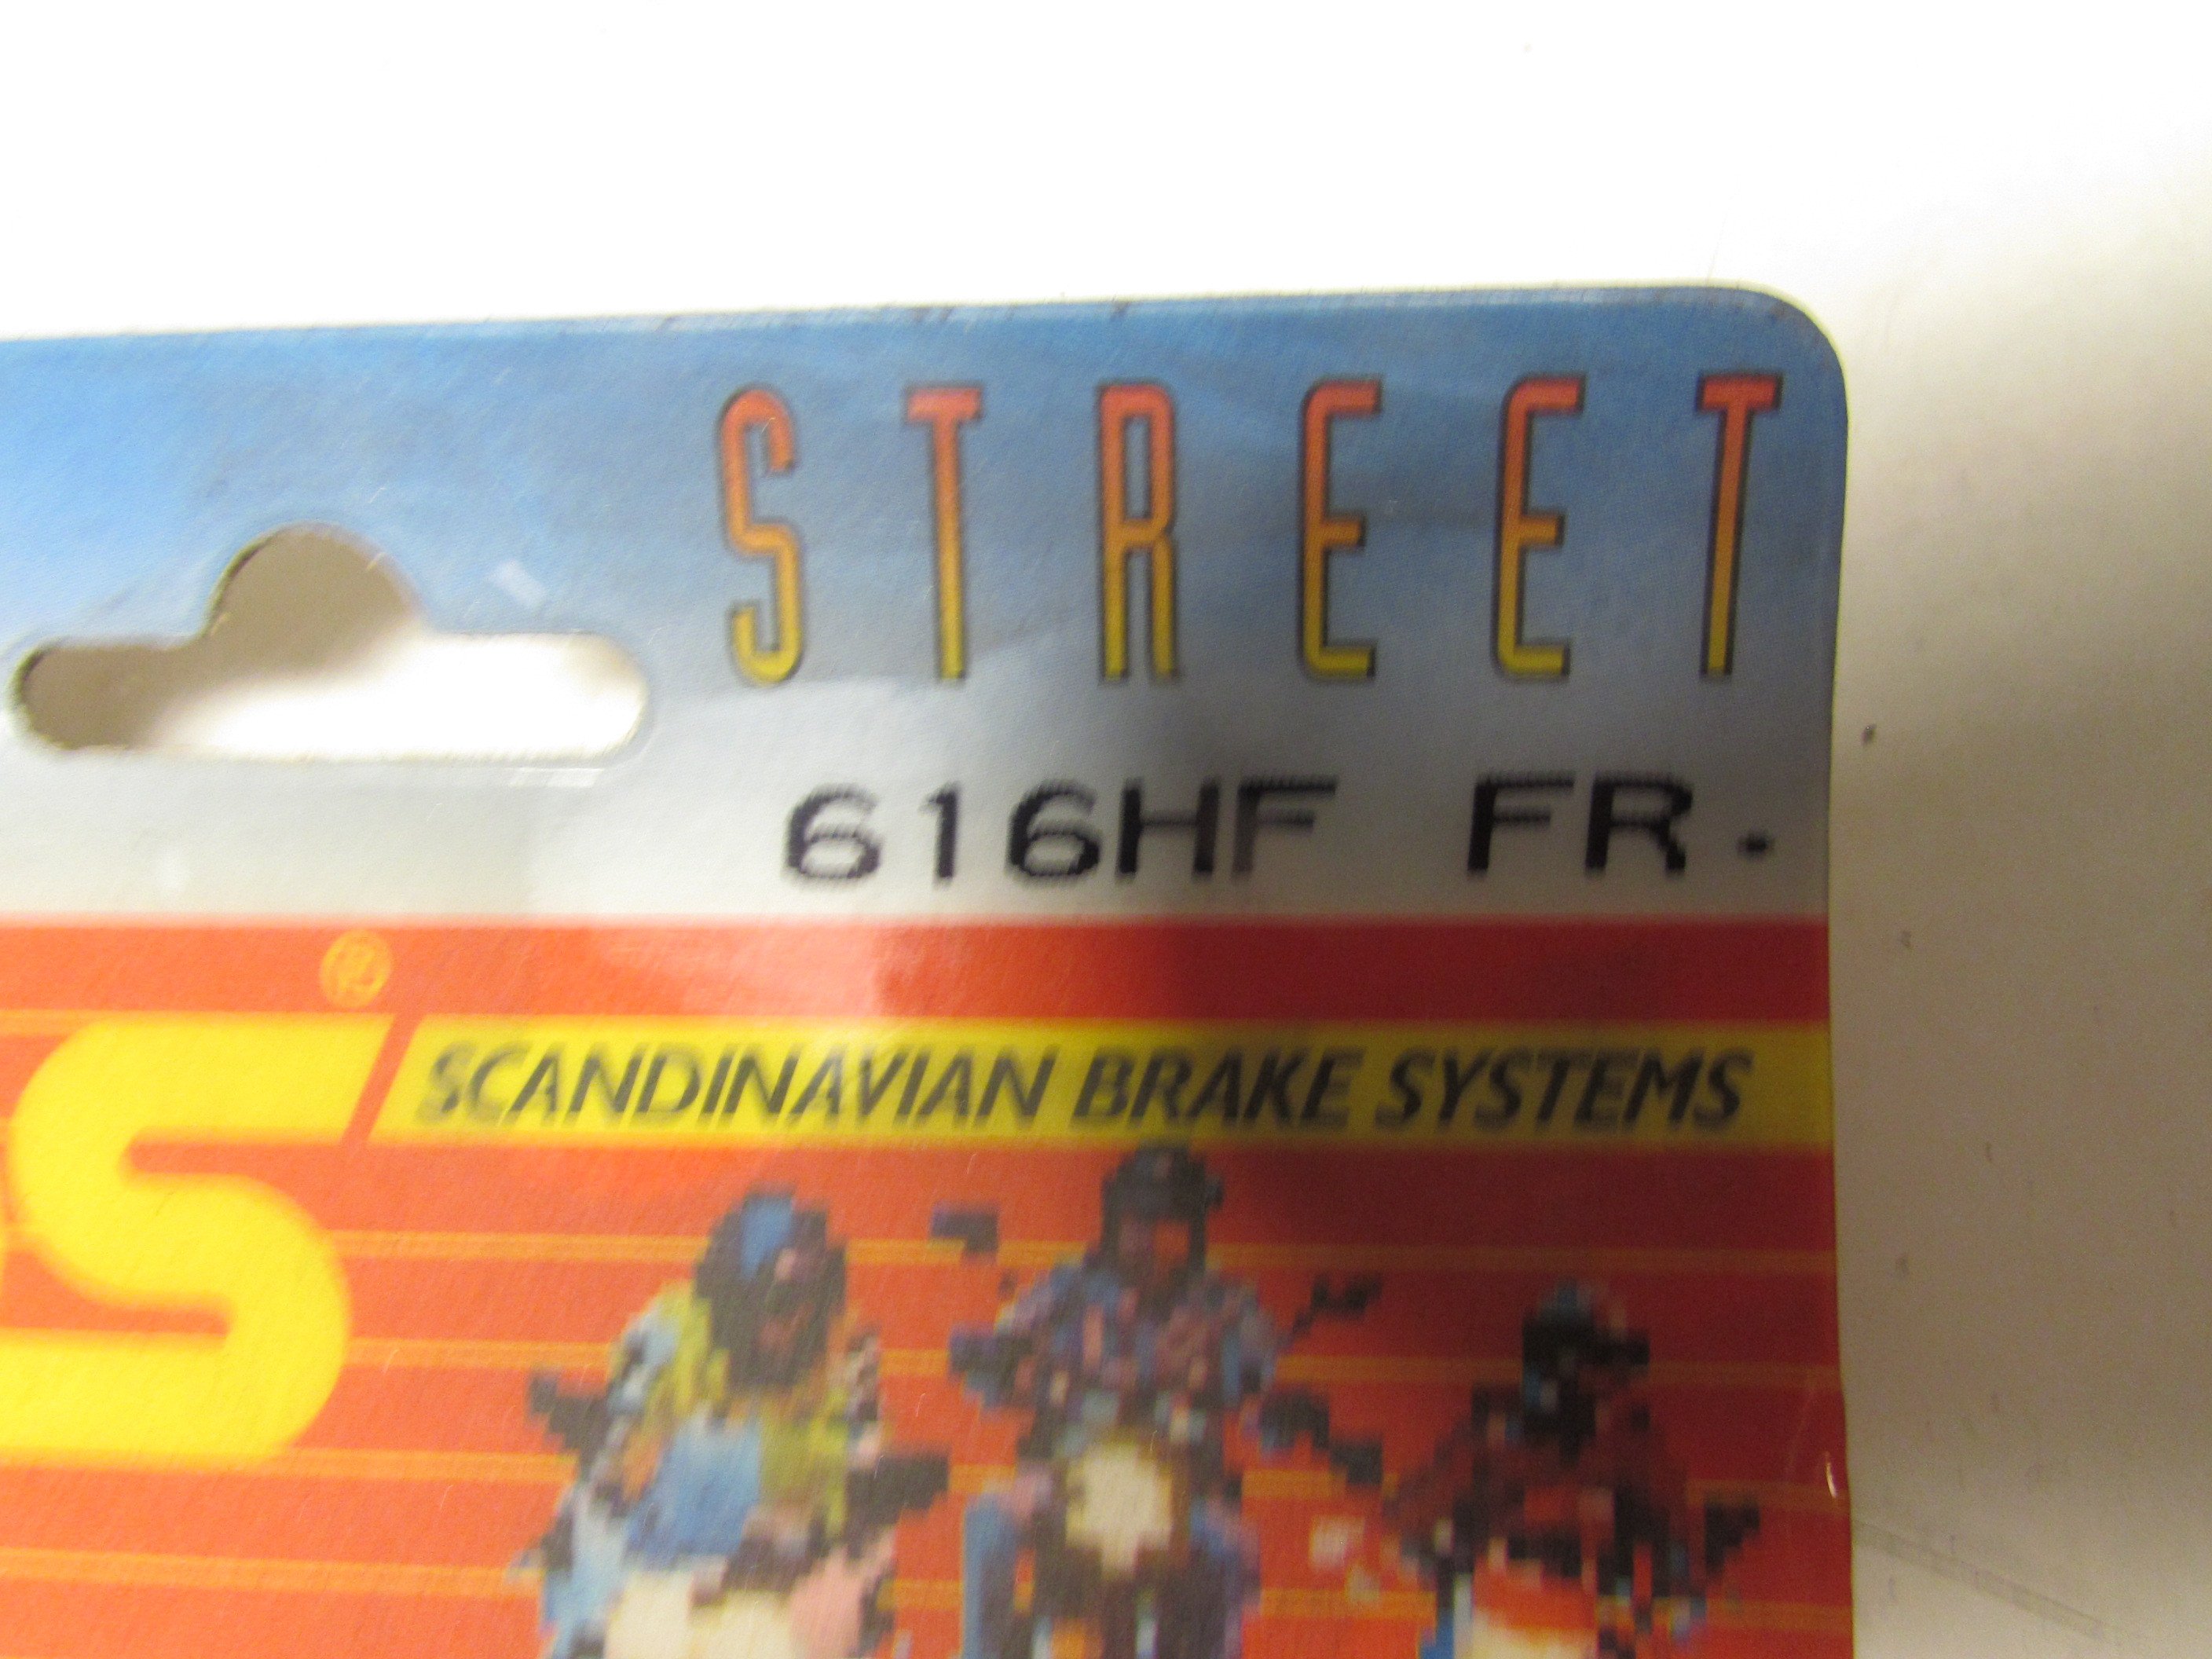 STREET
616HF FR.
S®
SCANDINAVIAN BRAKE SYSTEMS